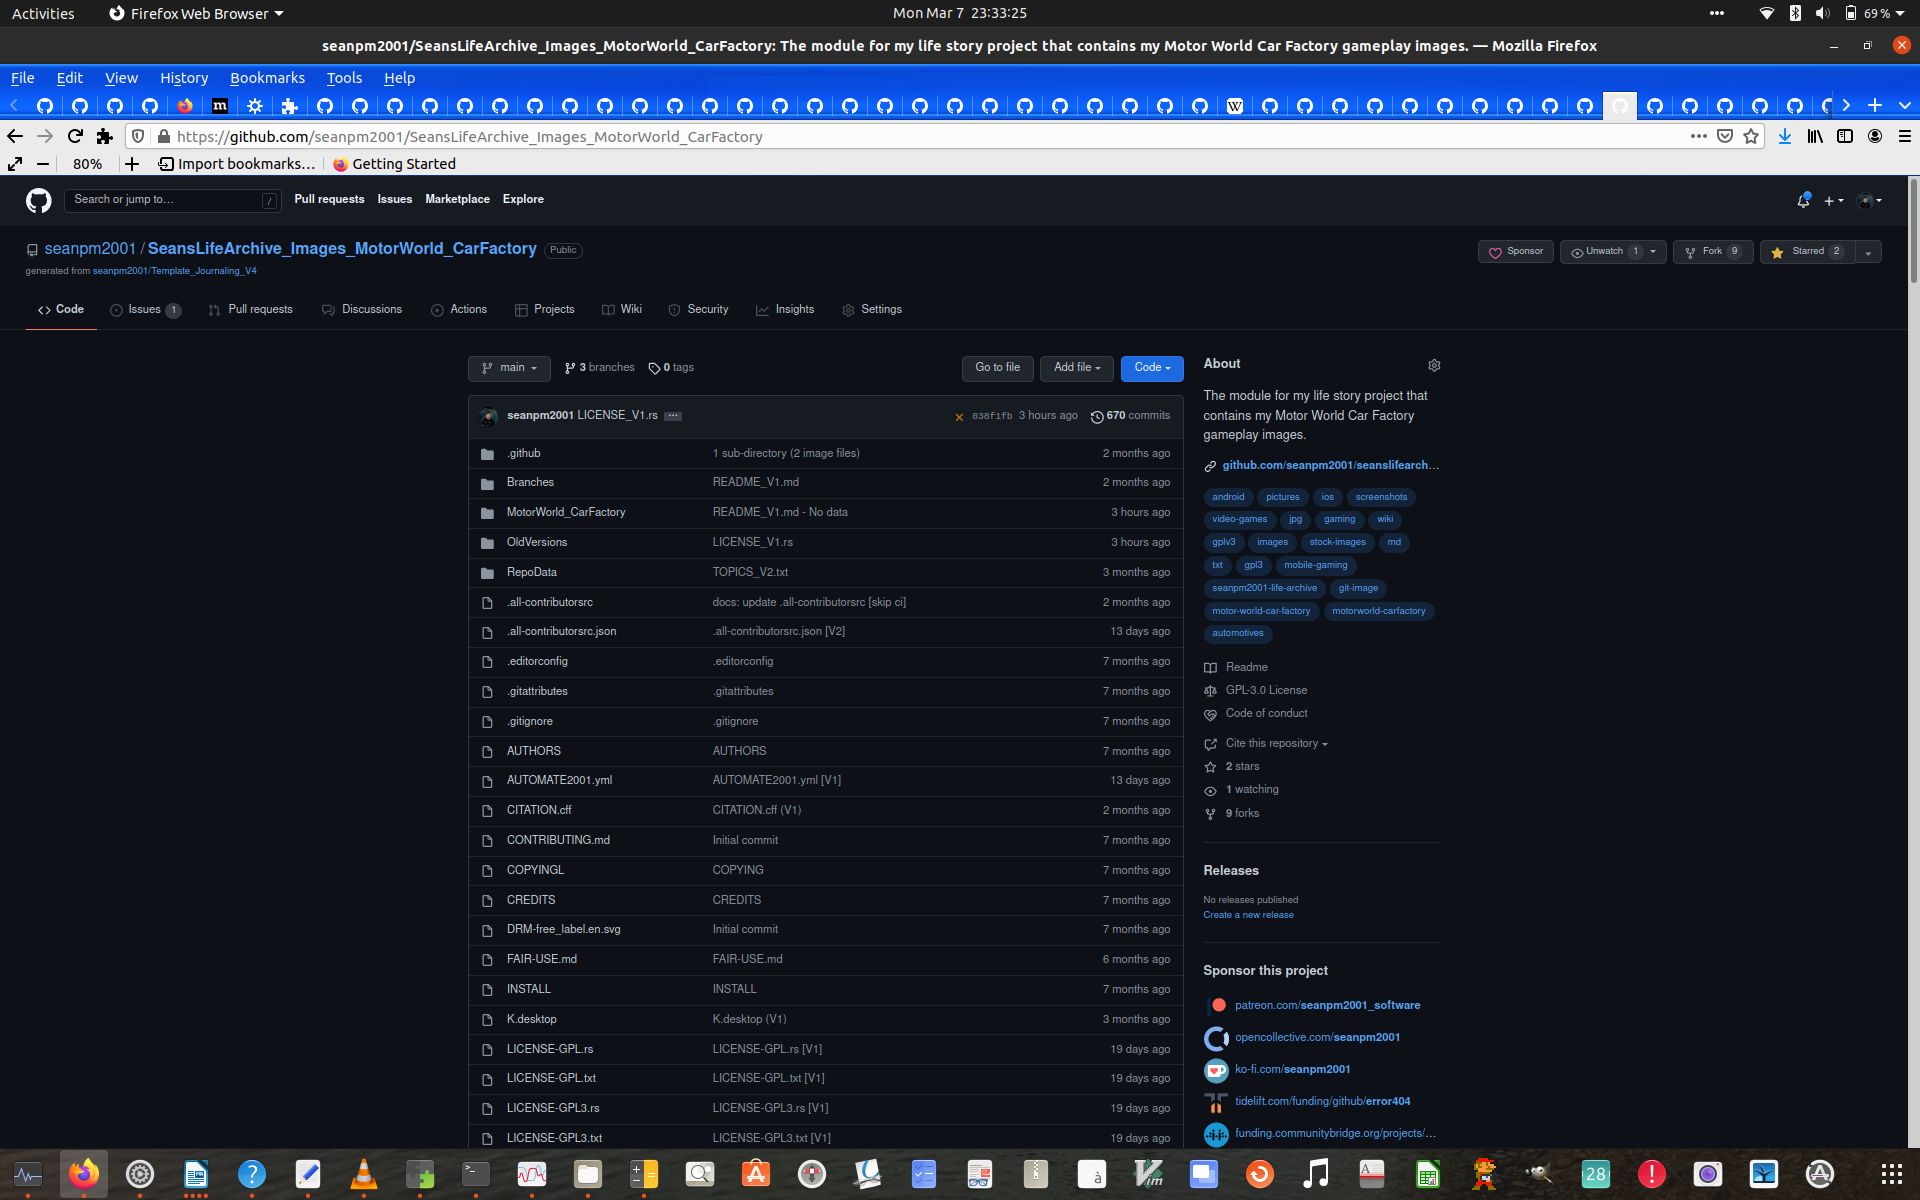 Activities
Firefox Web Browser
Mon Mar 7 23:33:25
69 %
seanpm2001/SeansLifeArchive_Images_MotorWorld_CarFactory: The module for my life story project that contains my Motor World Car Factory gameplay images. — Mozilla Firefox
File Edit View History Bookmarks Tools Help
https://github.com/seanpm2001/SeansLifeArchive_Images_MotorWorld_CarFactory
80% Import bookmarks… Getting Started
Search or jump to… / Pull requests Issues Marketplace Explore
seanpm2001 / SeansLifeArchive_Images_MotorWorld_CarFactory Public
generated from seanpm2001/Template_Journaling_V4
Sponsor Unwatch 1 Fork 9 Starred 2
Code Issues 1 Pull requests Discussions Actions Projects Wiki Security Insights Settings
main 3 branches 0 tags Go to file Add file Code
seanpm2001 LICENSE_V1.rs ... 038f1fb 3 hours ago 670 commits
.github 1 sub-directory (2 image files) 2 months ago
Branches README_V1.md 2 months ago
MotorWorld_CarFactory README_V1.md - No data 3 hours ago
OldVersions LICENSE_V1.rs 3 hours ago
RepoData TOPICS_V2.txt 3 months ago
.all-contributorsrc docs: update .all-contributorsrc [skip ci] 2 months ago
.all-contributorsrc.json .all-contributorsrc.json [V2] 13 days ago
.editorconfig .editorconfig 7 months ago
.gitattributes .gitattributes 7 months ago
.gitignore .gitignore 7 months ago
AUTHORS AUTHORS 7 months ago
AUTOMATE2001.yml AUTOMATE2001.yml [V1] 13 days ago
CITATION.cff CITATION.cff (V1) 2 months ago
CONTRIBUTING.md Initial commit 7 months ago
COPYINGL COPYING 7 months ago
CREDITS CREDITS 7 months ago
DRM-free_label.en.svg Initial commit 7 months ago
FAIR-USE.md FAIR-USE.md 6 months ago
INSTALL INSTALL 7 months ago
K.desktop K.desktop (V1) 3 months ago
LICENSE-GPL.rs LICENSE-GPL.rs [V1] 19 days ago
LICENSE-GPL.txt LICENSE-GPL.txt [V1] 19 days ago
LICENSE-GPL3.rs LICENSE-GPL3.rs [V1] 19 days ago
LICENSE-GPL3.txt LICENSE-GPL3.txt [V1] 19 days ago
About
The module for my life story project that
contains my Motor World Car Factory
gameplay images.
github.com/seanpm2001/seanslifearch…
android pictures ios screenshots
video-games jpg gaming wiki
gplv3 images stock-images md
txt gpl3 mobile-gaming
seanpm2001-life-archive git-image
motor-world-car-factory motorworld-carfactory
automotives
Readme
GPL-3.0 License
Code of conduct
Cite this repository
2 stars
1 watching
9 forks
Releases
No releases published
Create a new release
Sponsor this project
patreon.com/seanpm2001_software
opencollective.com/seanpm2001
ko-fi.com/seanpm2001
tidelift.com/funding/github/error404
funding.communitybridge.org/projects/…
28